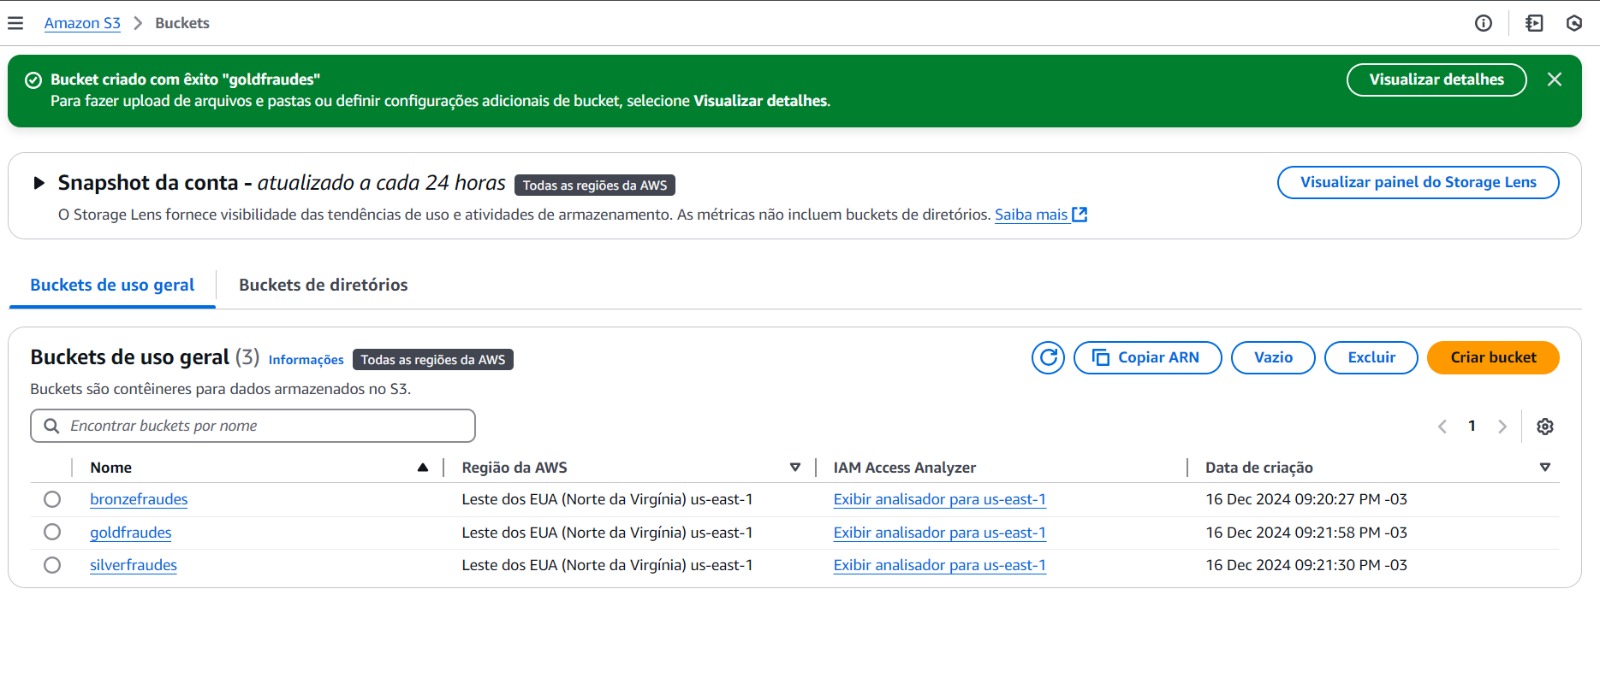 Amazon S3 > Buckets
Bucket criado com êxito "goldfraudes"
Para fazer upload de arquivos e pastas ou definir configurações adicionais de bucket, selecione Visualizar detalhes.
Visualizar detalhes
Snapshot da conta - atualizado a cada 24 horas Todas as regiões da AWS
Visualizar painel do Storage Lens
O Storage Lens fornece visibilidade das tendências de uso e atividades de armazenamento. As métricas não incluem buckets de diretórios. Saiba mais
Buckets de uso geral Buckets de diretórios
Buckets de uso geral (3) Informações Todas as regiões da AWS
Copiar ARN Vazio Excluir Criar bucket
Buckets são contêineres para dados armazenados no S3.
Encontrar buckets por nome
1
Nome Região da AWS IAM Access Analyzer Data de criação
bronzefraudes Leste dos EUA (Norte da Virgínia) us-east-1 Exibir analisador para us-east-1 16 Dec 2024 09:20:27 PM -03
goldfraudes Leste dos EUA (Norte da Virgínia) us-east-1 Exibir analisador para us-east-1 16 Dec 2024 09:21:58 PM -03
silverfraudes Leste dos EUA (Norte da Virgínia) us-east-1 Exibir analisador para us-east-1 16 Dec 2024 09:21:30 PM -03